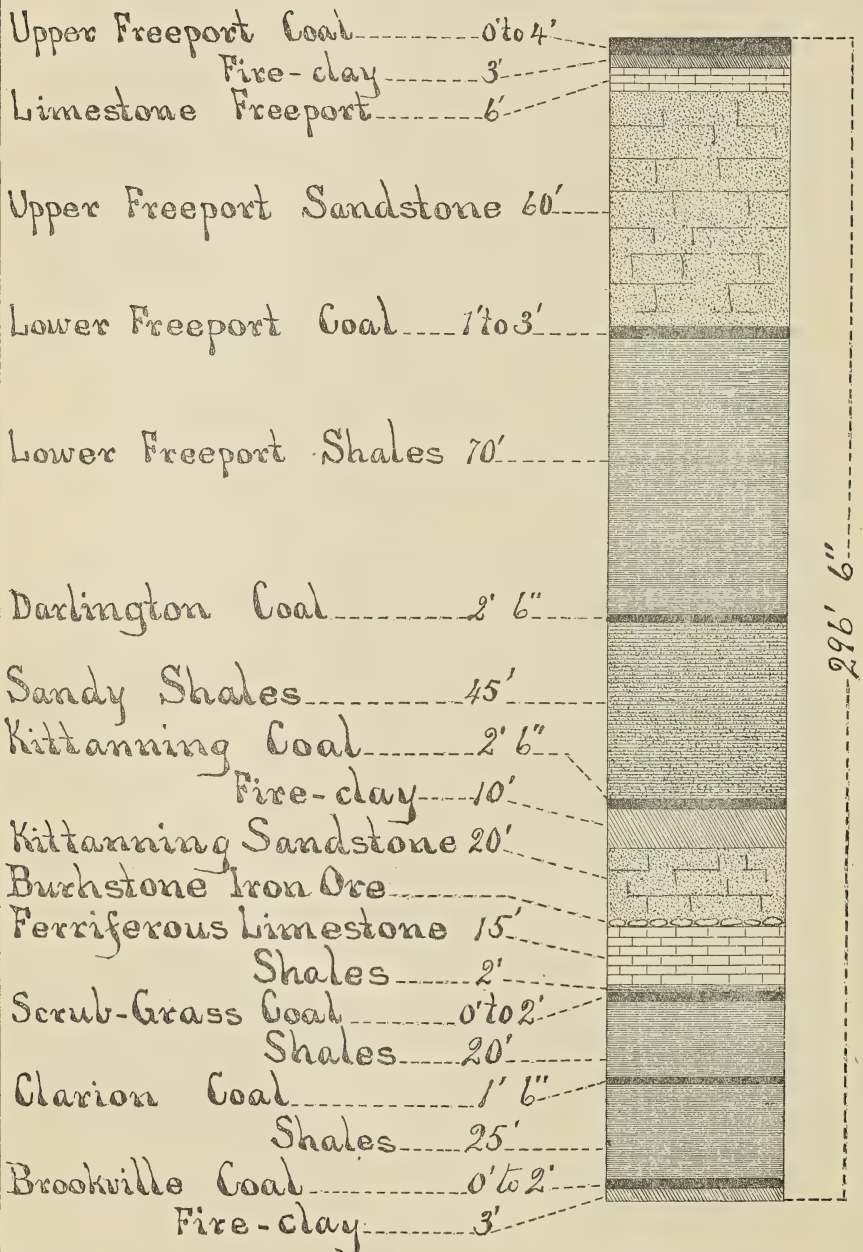 Upper Freeport Coal 0' to 4'
Fire-clay 3'
Limestone Freeport 6'
Upper Freeport Sandstone 60'
Lower Freeport Coal 1' to 3'
Lower Freeport Shales 70'
Darlington Coal 2' 6"
Sandy Shales 45'
Kittanning Coal 2' 6"
Fire-clay 10'
Kittanning Sandstone 20'
Burhstone Iron Ore
Ferriferous Limestone 15'
Shales 2'
Scrub-Grass Coal 0' to 2'
Shales 20'
Clarion Coal 1' 6"
Shales 25'
Brookville Coal 0' to 2'
Fire-clay 3'
296' 6"